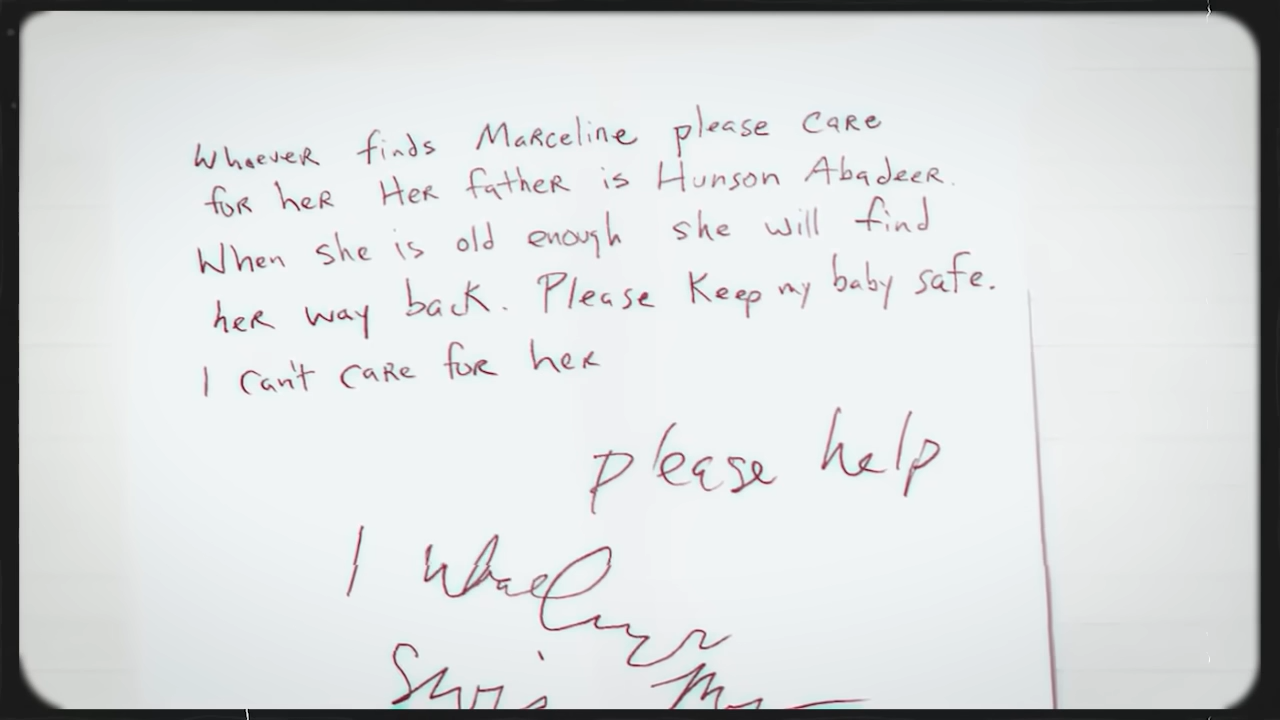 Whoever finds Marceline please care
for her Her father is Hunson Abadeer.
When she is old enough she will find
her way back. Please Keep my baby safe.
I can't care for her
please help
I